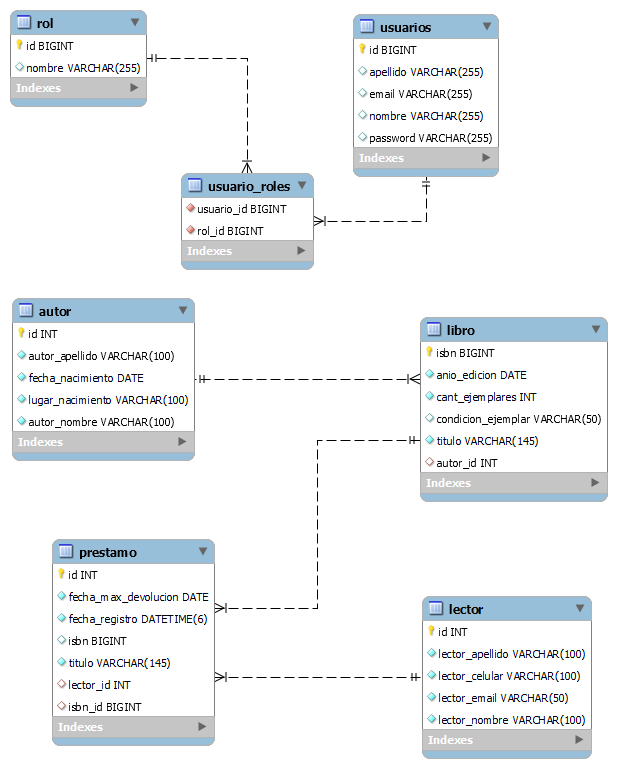 rol
id BIGINT
nombre VARCHAR(255)
Indexes
usuarios
id BIGINT
apellido VARCHAR(255)
email VARCHAR(255)
nombre VARCHAR(255)
password VARCHAR(255)
Indexes
usuario_roles
usuario_id BIGINT
rol_id BIGINT
Indexes
autor
id INT
autor_apellido VARCHAR(100)
fecha_nacimiento DATE
lugar_nacimiento VARCHAR(100)
autor_nombre VARCHAR(100)
Indexes
libro
isbn BIGINT
anio_edicion DATE
cant_ejemplares INT
condicion_ejemplar VARCHAR(50)
titulo VARCHAR(145)
autor_id INT
Indexes
prestamo
id INT
fecha_max_devolucion DATE
fecha_registro DATETIME(6)
isbn BIGINT
titulo VARCHAR(145)
lector_id INT
isbn_id BIGINT
Indexes
lector
id INT
lector_apellido VARCHAR(100)
lector_celular VARCHAR(100)
lector_email VARCHAR(50)
lector_nombre VARCHAR(100)
Indexes